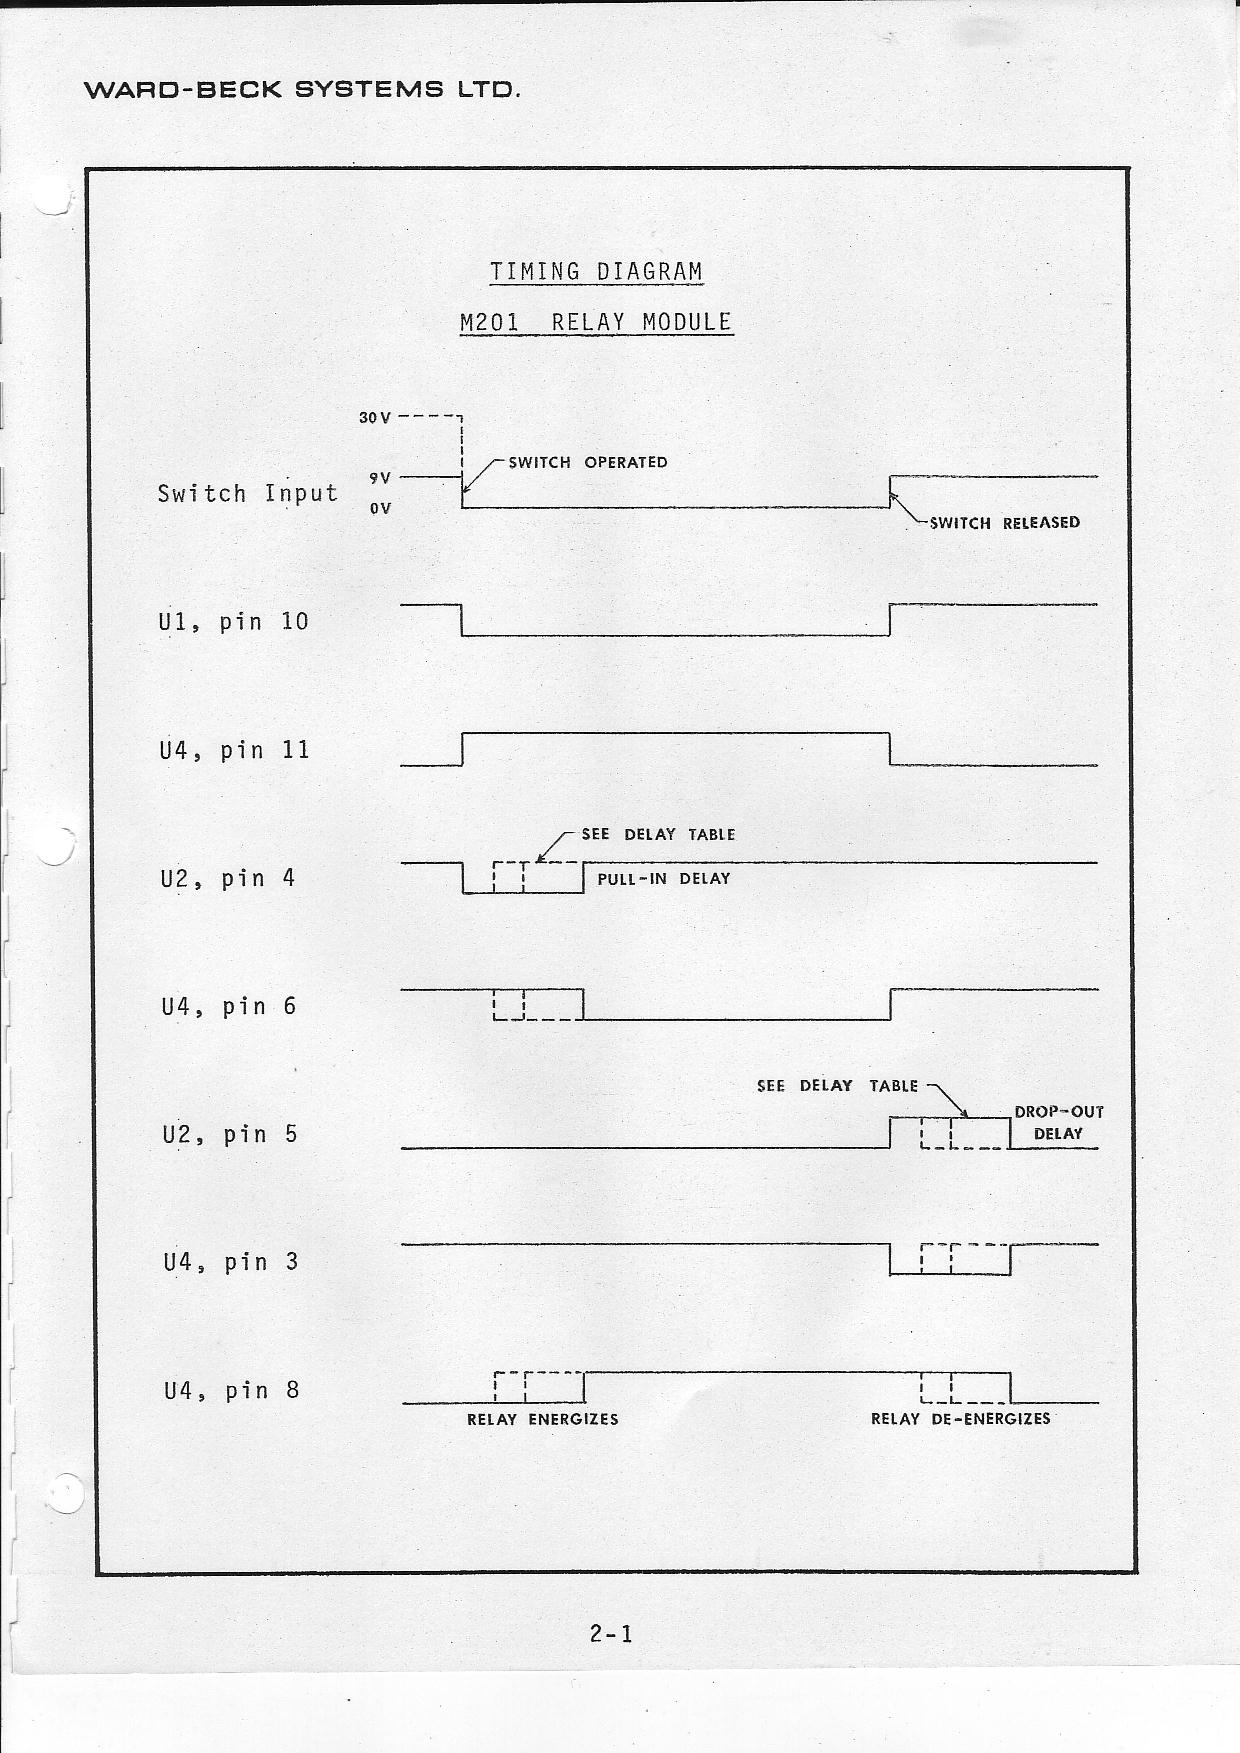 WARD-BECK SYSTEMS LTD.
TIMING DIAGRAM
M201 RELAY MODULE
30V
SWITCH OPERATED
9V
Switch Input
0V
SWITCH RELEASED
U1, pin 10
U4, pin 11
SEE DELAY TABLE
U2, pin 4
PULL-IN DELAY
U4, pin 6
SEE DELAY TABLE
DROP-OUT
DELAY
U2, pin 5
U4, pin 3
U4, pin 8
RELAY ENERGIZES
RELAY DE-ENERGIZES
2-1